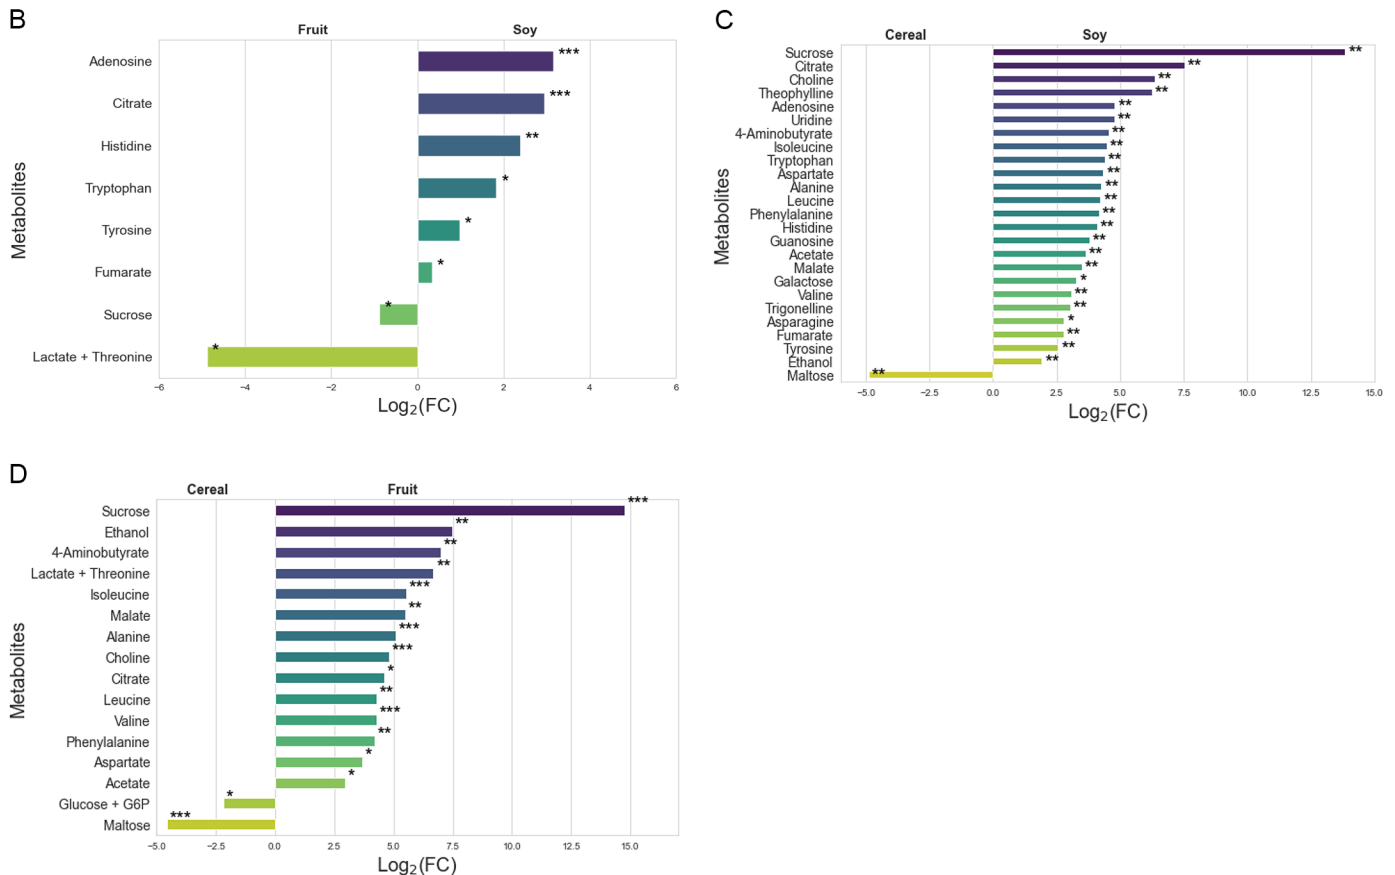 B
Fruit Soy
Adenosine ***
Citrate ***
Histidine **
Tryptophan *
Tyrosine *
Fumarate *
Sucrose *
Lactate + Threonine *
−6 −4 −2 0 2 4 6
Log2(FC)
Metabolites
C
Cereal Soy
Sucrose **
Citrate **
Choline **
Theophylline **
Adenosine **
Uridine **
4-Aminobutyrate **
Isoleucine **
Tryptophan **
Aspartate **
Alanine **
Leucine **
Phenylalanine **
Histidine **
Guanosine **
Acetate **
Malate **
Galactose *
Valine **
Trigonelline **
Asparagine *
Fumarate **
Tyrosine **
Ethanol **
Maltose **
−5.0 −2.5 0.0 2.5 5.0 7.5 10.0 12.5 15.0
Log2(FC)
Metabolites
D
Cereal Fruit
Sucrose ***
Ethanol **
4-Aminobutyrate **
Lactate + Threonine **
Isoleucine ***
Malate **
Alanine ***
Choline ***
Citrate *
Leucine **
Valine ***
Phenylalanine **
Aspartate *
Acetate *
Glucose + G6P *
Maltose ***
−5.0 −2.5 0.0 2.5 5.0 7.5 10.0 12.5 15.0
Log2(FC)
Metabolites